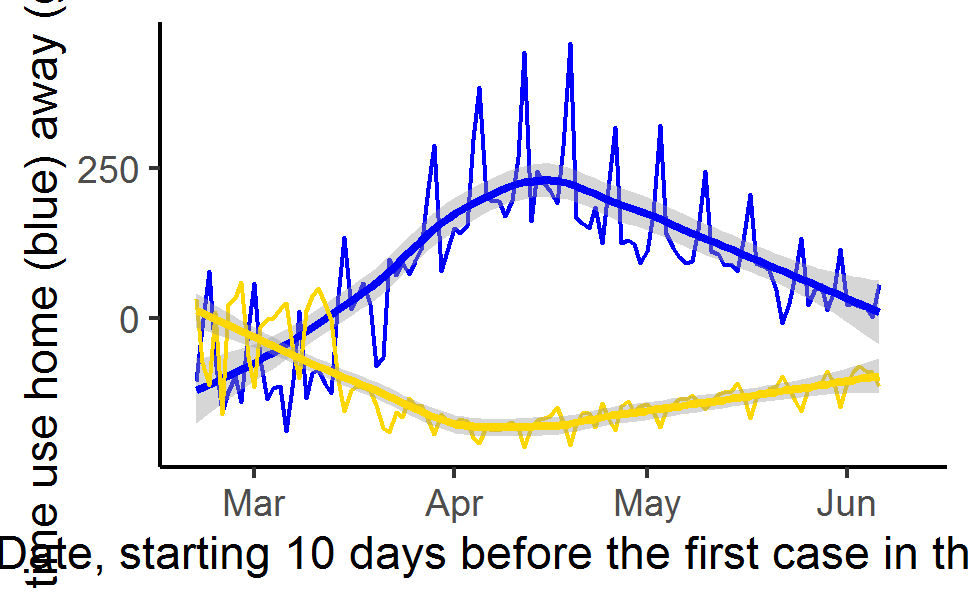 time use home (blue) away (
250
0
Mar Apr May Jun
Date, starting 10 days before the first case in th